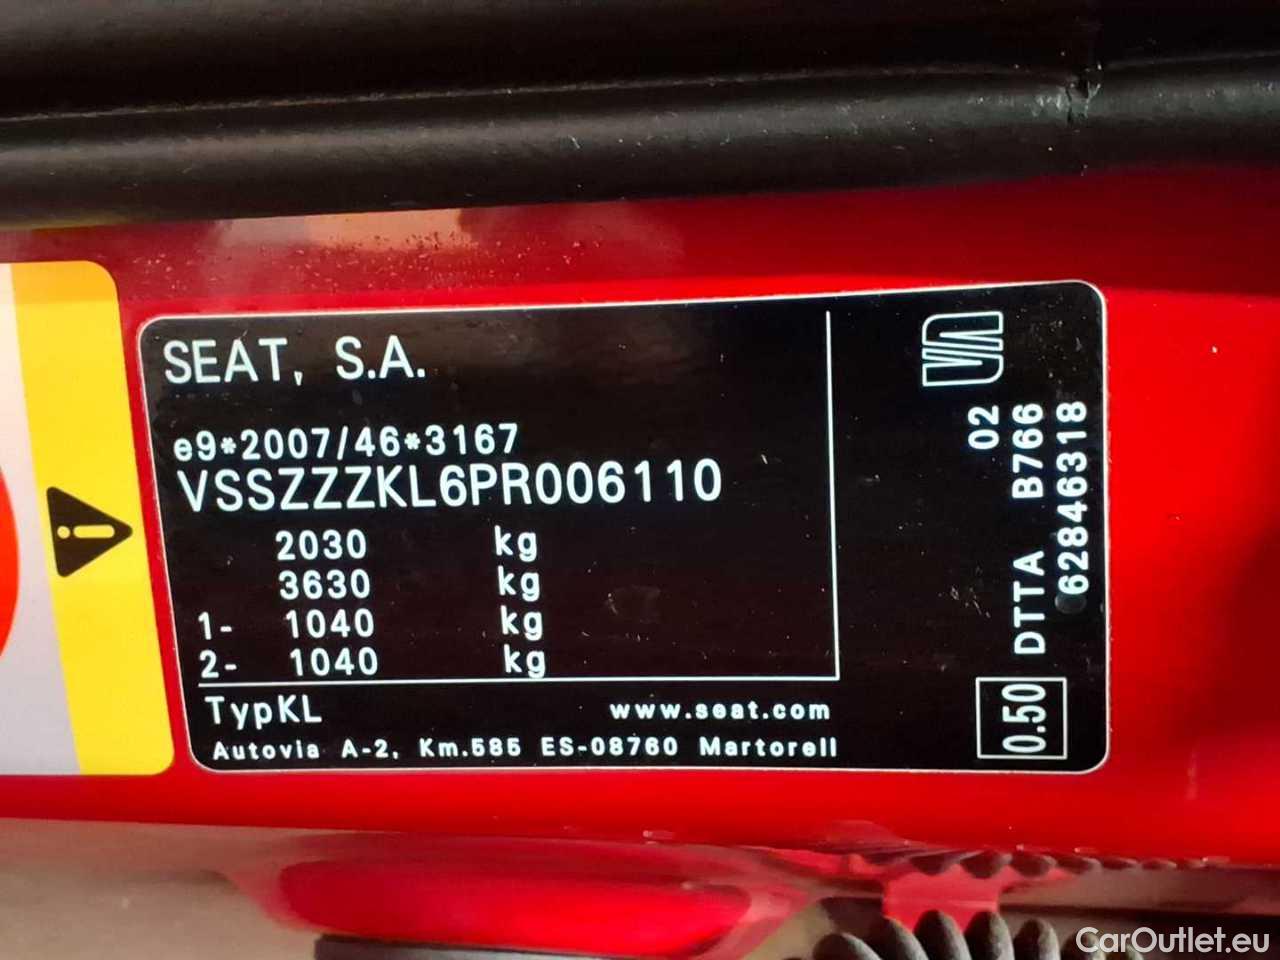 SEAT, S.A.
e9*2007/46*3167
VSSZZZKL6PR006110
2030 kg
3630 kg
1- 1040 kg
2- 1040 kg
TypKL www.seat.com
Autovia A-2, Km.585 ES-08760 Martorell
02
DTTA B766
62846318
0.50
CarOutlet.eu